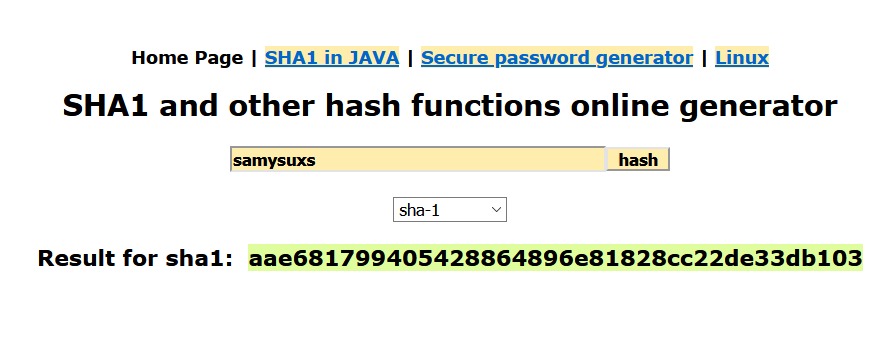 Home Page | SHA1 in JAVA | Secure password generator | Linux
SHA1 and other hash functions online generator
samysuxs hash
sha-1
Result for sha1: aae681799405428864896e81828cc22de33db103